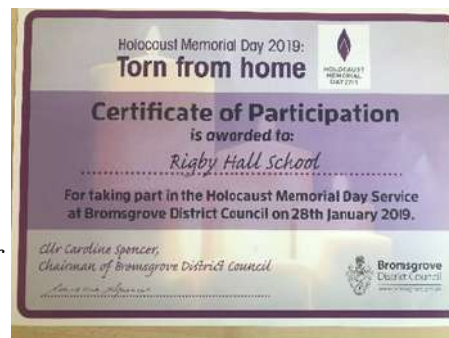 Holocaust Memorial Day 2019:
Torn from home
HOLOCAUST
MEMORIAL
DAY
Certificate of Participation
is awarded to:
Rigby Hall School
For taking part in the Holocaust Memorial Day Service
at Bromsgrove District Council on 28th January 2019.
Cllr Caroline Spencer,
Chairman of Bromsgrove District Council
Bromsgrove
District Council